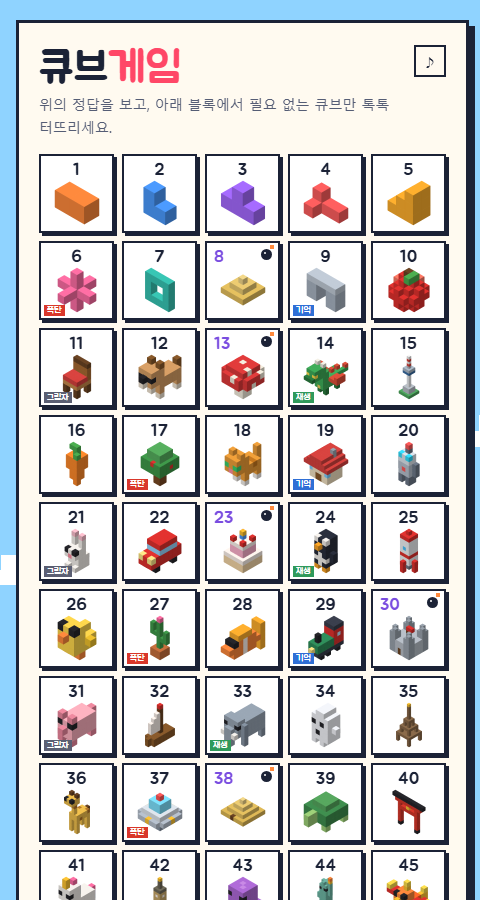 큐브게임
♪
위의 정답을 보고, 아래 블록에서 필요 없는 큐브만 톡톡
터뜨리세요.
1 2 3 4 5
6 7 8 9 10
폭탄 기억
11 12 13 14 15
그림자 재생
16 17 18 19 20
폭탄 기억
21 22 23 24 25
그림자 재생
26 27 28 29 30
폭탄 기억
31 32 33 34 35
그림자 재생
36 37 38 39 40
폭탄
41 42 43 44 45